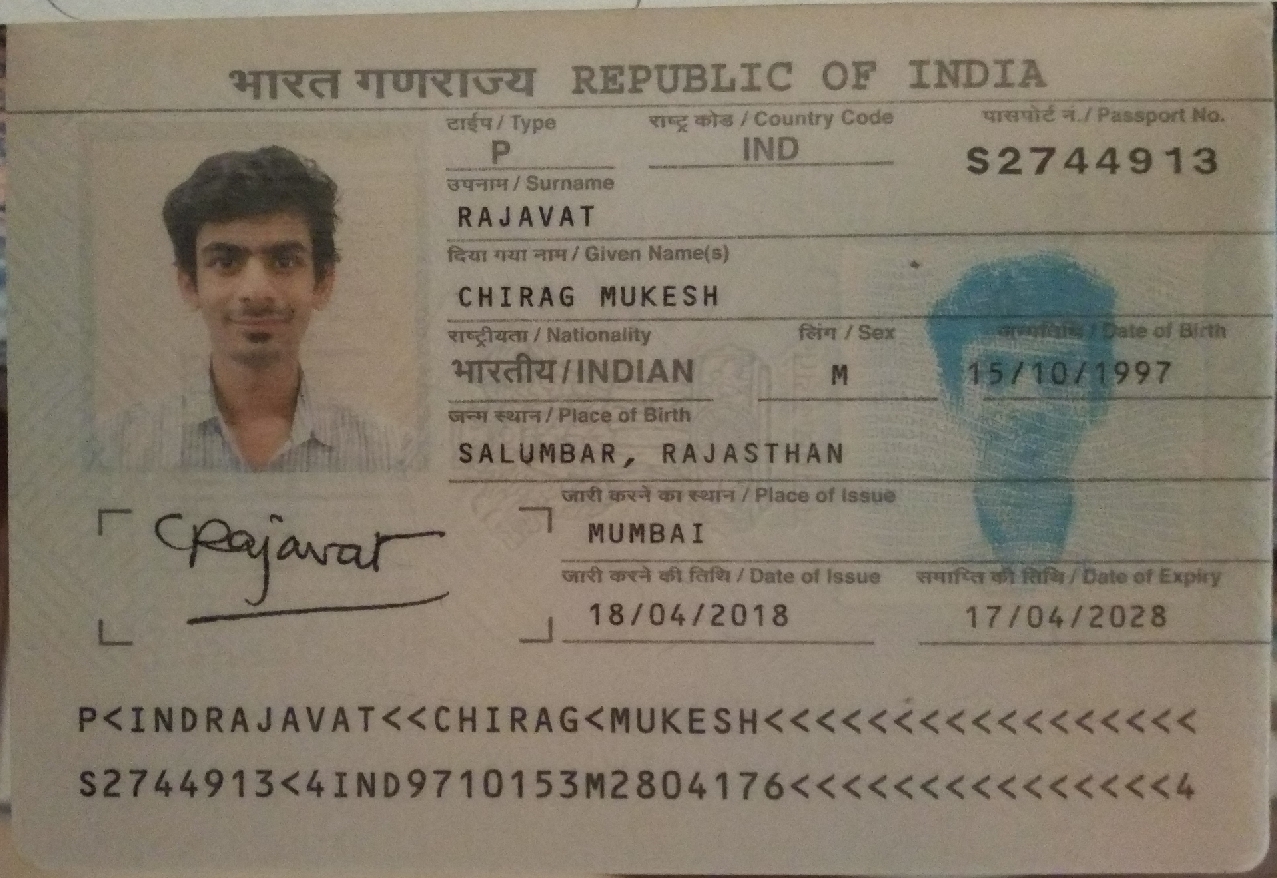 भारत गणराज्य REPUBLIC OF INDIA
टाईप / Type राष्ट्र कोड / Country Code पासपोर्ट नं. / Passport No.
P IND S2744913
उपनाम / Surname
RAJAVAT
दिया गया नाम / Given Name(s)
CHIRAG MUKESH
राष्ट्रीयता / Nationality लिंग / Sex जन्मतिथि / Date of Birth
भारतीय / INDIAN M 15/10/1997
जन्म स्थान / Place of Birth
SALUMBAR, RAJASTHAN
जारी करने का स्थान / Place of Issue
MUMBAI
CRajavat
जारी करने की तिथि / Date of Issue समाप्ति की तिथि / Date of Expiry
18/04/2018 17/04/2028
P<INDRAJAVAT<<CHIRAG<MUKESH<<<<<<<<<<<<<<<<<
S2744913<4IND9710153M2804176<<<<<<<<<<<<<<<4